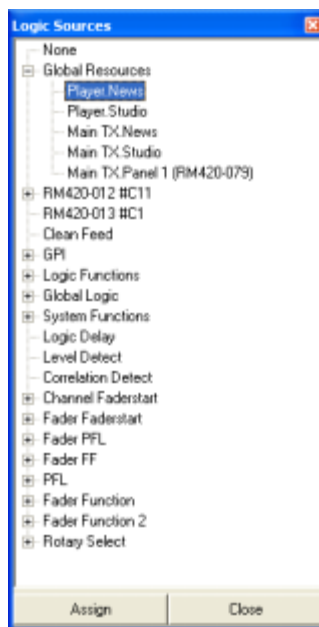 Logic Sources
None
Global Resources
Player.News
Player.Studio
Main TX.News
Main TX.Studio
Main TX.Panel 1 (RM420-079)
RM420-012 #C11
RM420-013 #C1
Clean Feed
GPI
Logic Functions
Global Logic
System Functions
Logic Delay
Level Detect
Correlation Detect
Channel Faderstart
Fader Faderstart
Fader PFL
Fader FF
PFL
Fader Function
Fader Function 2
Rotary Select
Assign Close